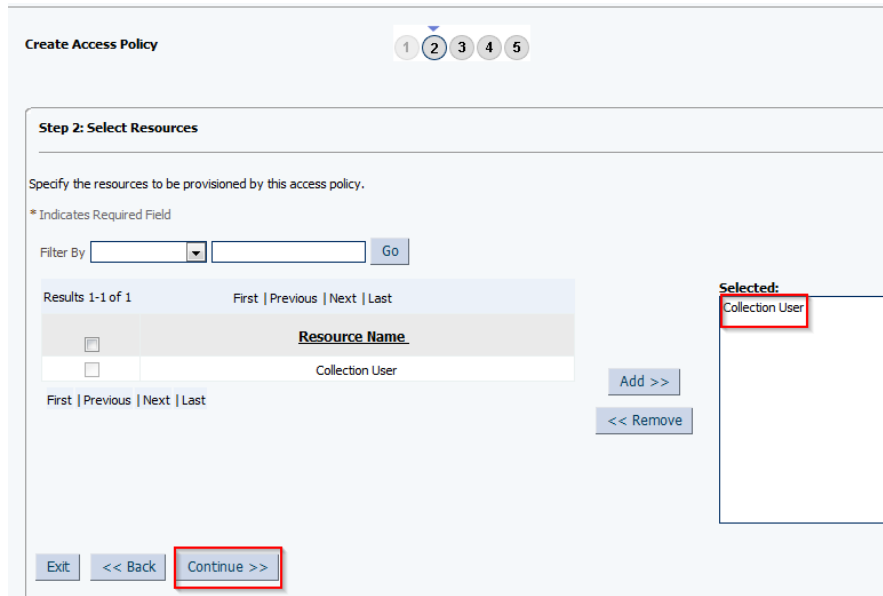 Create Access Policy
1 2 3 4 5
Step 2: Select Resources
Specify the resources to be provisioned by this access policy.
* Indicates Required Field
Filter By
Go
Results 1-1 of 1
First | Previous | Next | Last
Resource Name
Collection User
First | Previous | Next | Last
Add >>
<< Remove
Selected:
Collection User
Exit
<< Back
Continue >>